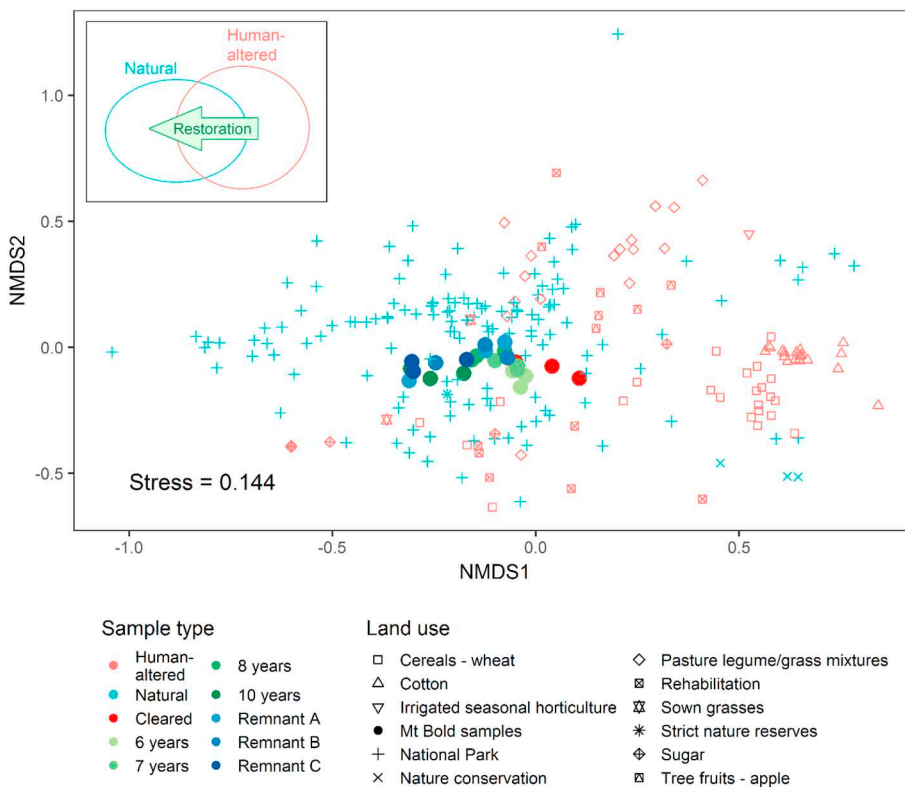 Human-
altered
Natural
Restoration
1.0
0.5
0.0
-0.5
NMDS2
Stress = 0.144
-1.0
-0.5
0.0
0.5
NMDS1
Sample type
Human-
altered
Natural
Cleared
6 years
7 years
8 years
10 years
Remnant A
Remnant B
Remnant C
Land use
Cereals - wheat
Cotton
Irrigated seasonal horticulture
Mt Bold samples
National Park
Nature conservation
Pasture legume/grass mixtures
Rehabilitation
Sown grasses
Strict nature reserves
Sugar
Tree fruits - apple